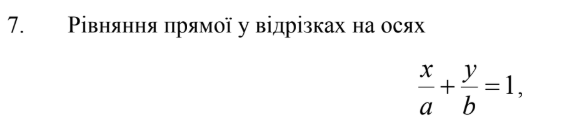 7. Рівняння прямої у відрізках на осях
x/a + y/b = 1,